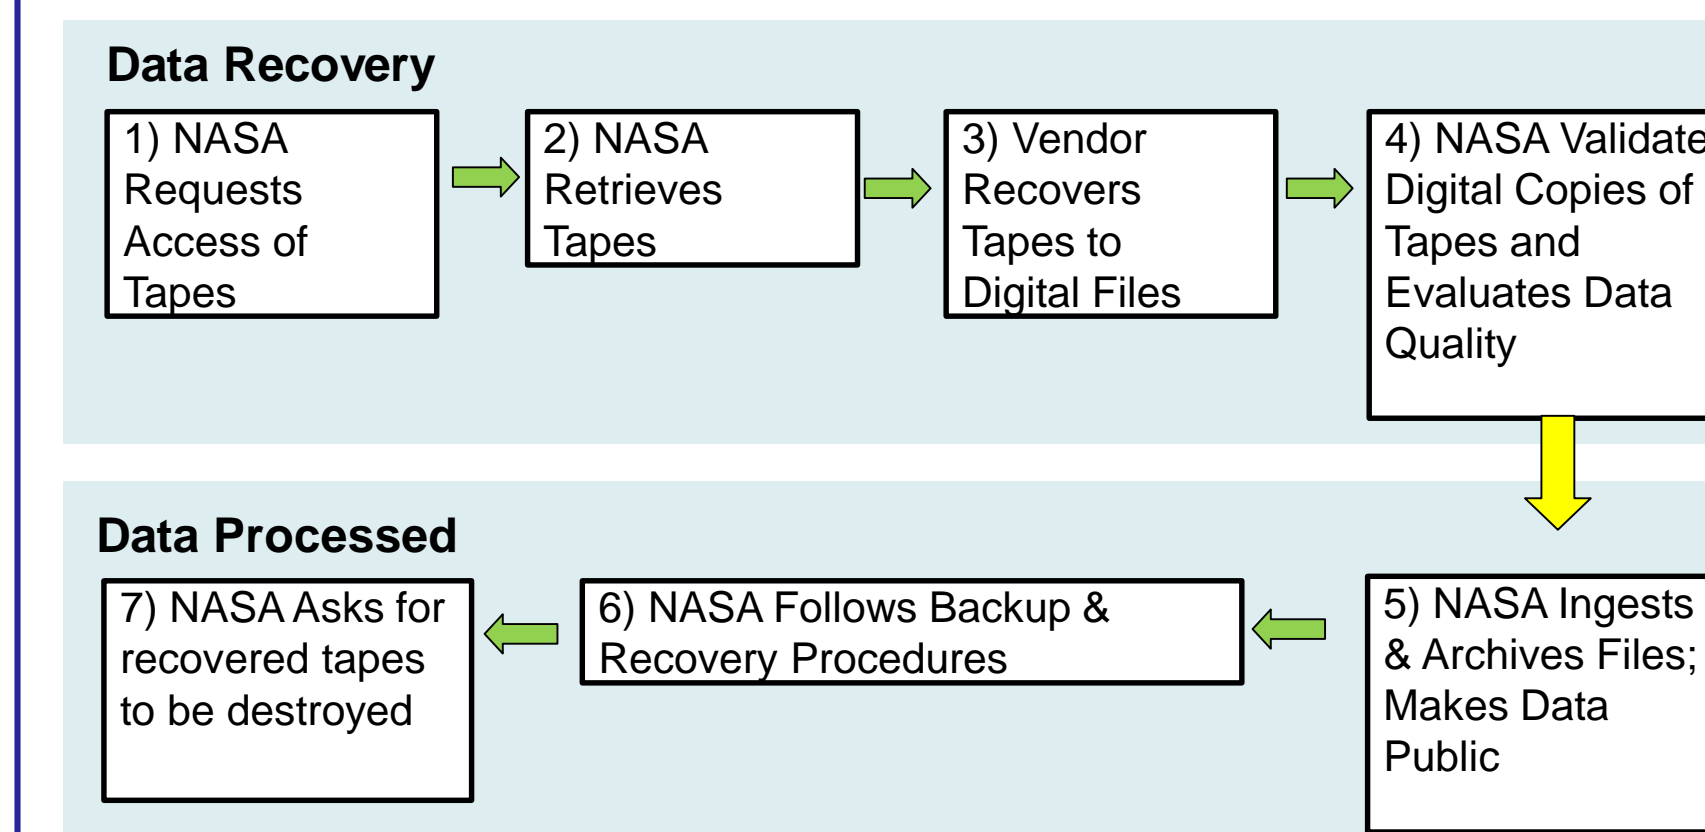 Data Recovery
1) NASA
Requests
Access of
Tapes
2) NASA
Retrieves
Tapes
3) Vendor
Recovers
Tapes to
Digital Files
4) NASA Validate
Digital Copies of
Tapes and
Evaluates Data
Quality
Data Processed
5) NASA Ingests
& Archives Files;
Makes Data
Public
6) NASA Follows Backup &
Recovery Procedures
7) NASA Asks for
recovered tapes
to be destroyed